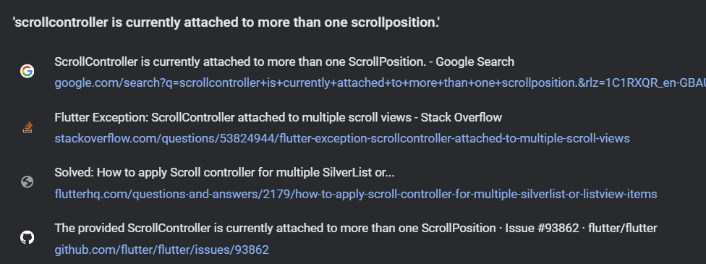 'scrollcontroller is currently attached to more than one scrollposition.'
ScrollController is currently attached to more than one ScrollPosition. - Google Search
google.com/search?q=scrollcontroller+is+currently+attached+to+more+than+one+scrollposition.&rlz=1C1RXQR_en-GBAU
Flutter Exception: ScrollController attached to multiple scroll views - Stack Overflow
stackoverflow.com/questions/53824944/flutter-exception-scrollcontroller-attached-to-multiple-scroll-views
Solved: How to apply Scroll controller for multiple SilverList or...
flutterhq.com/questions-and-answers/2179/how-to-apply-scroll-controller-for-multiple-silverlist-or-listview-items
The provided ScrollController is currently attached to more than one ScrollPosition · Issue #93862 · flutter/flutter
github.com/flutter/flutter/issues/93862